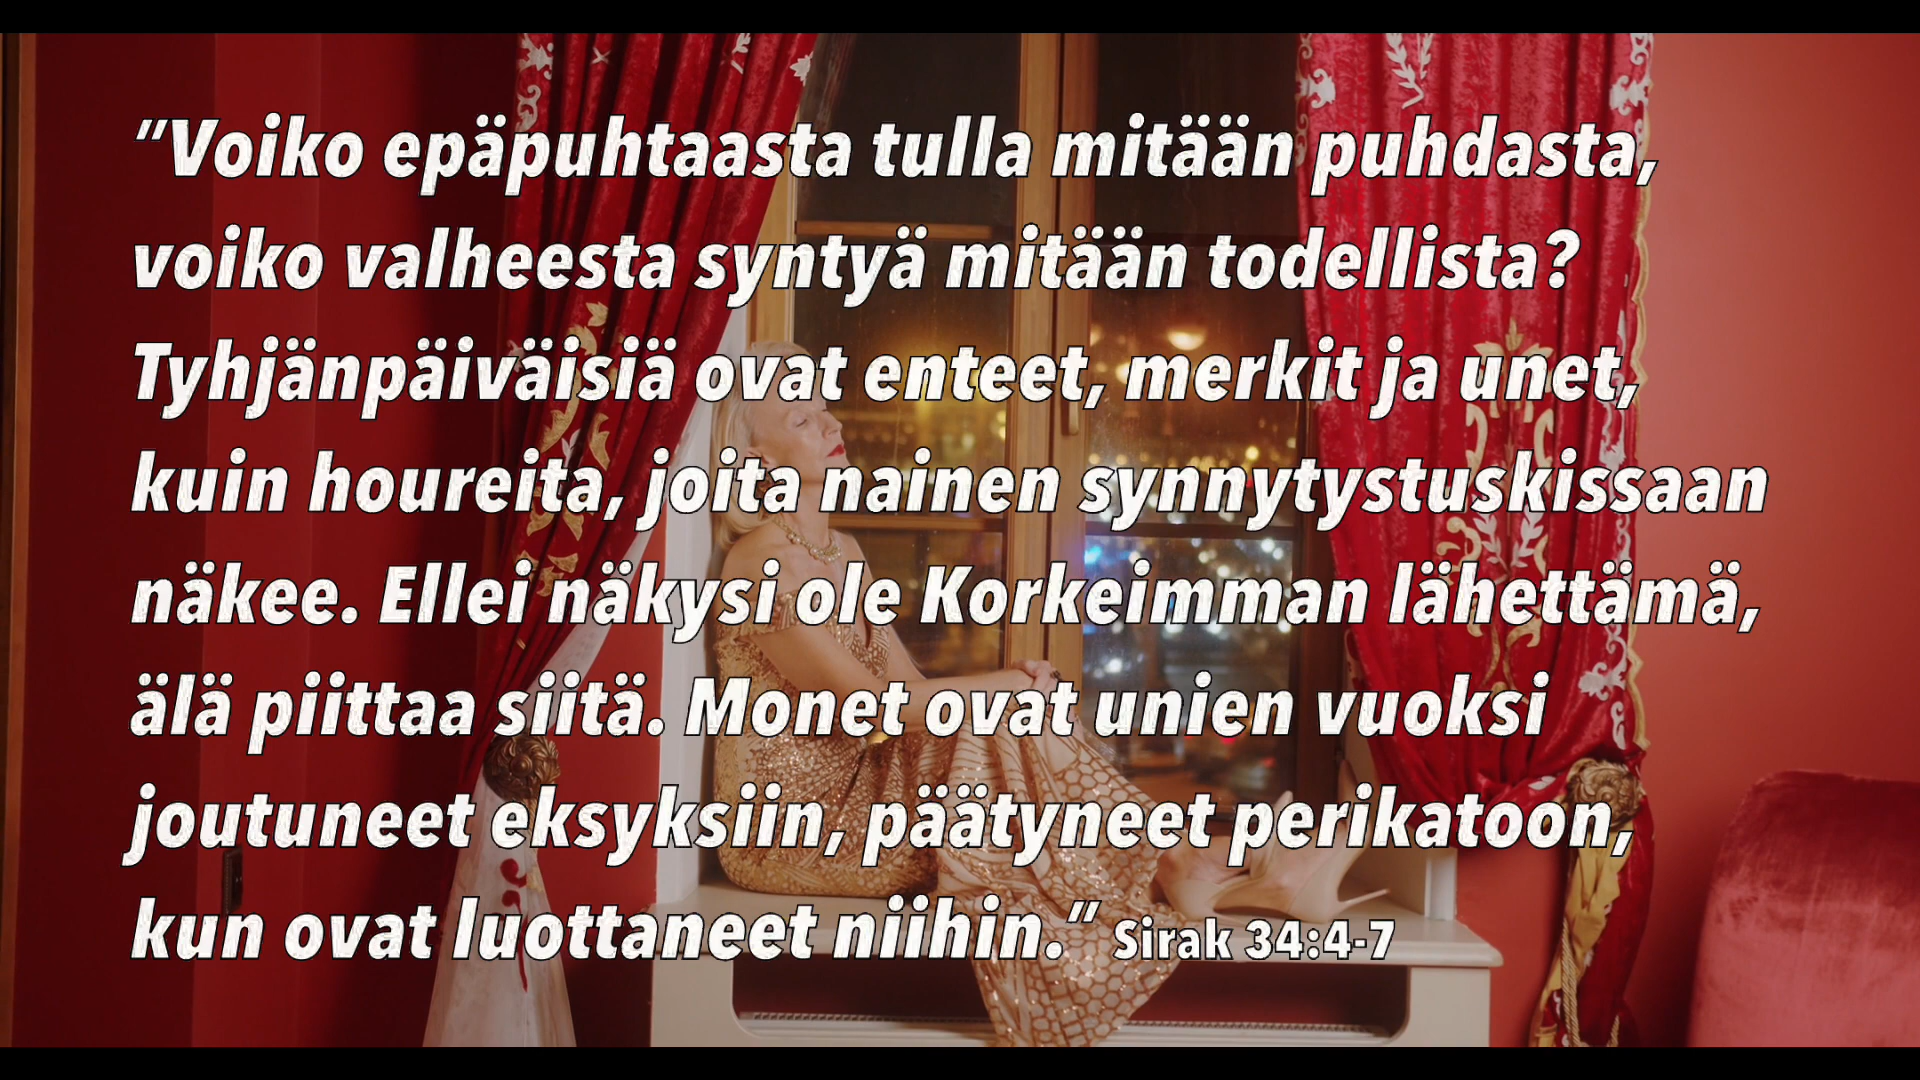 ”Voiko epäpuhtaasta tulla mitään puhdasta,
voiko valheesta syntyä mitään todellista?
Tyhjänpäiväisiä ovat enteet, merkit ja unet,
kuin houreita, joita nainen synnytystuskissaan
näkee. Ellei näkysi ole Korkeimman lähettämä,
älä piittaa siitä. Monet ovat unien vuoksi
joutuneet eksyksiin, päätyneet perikatoon,
kun ovat luottaneet niihin.” Sirak 34:4-7